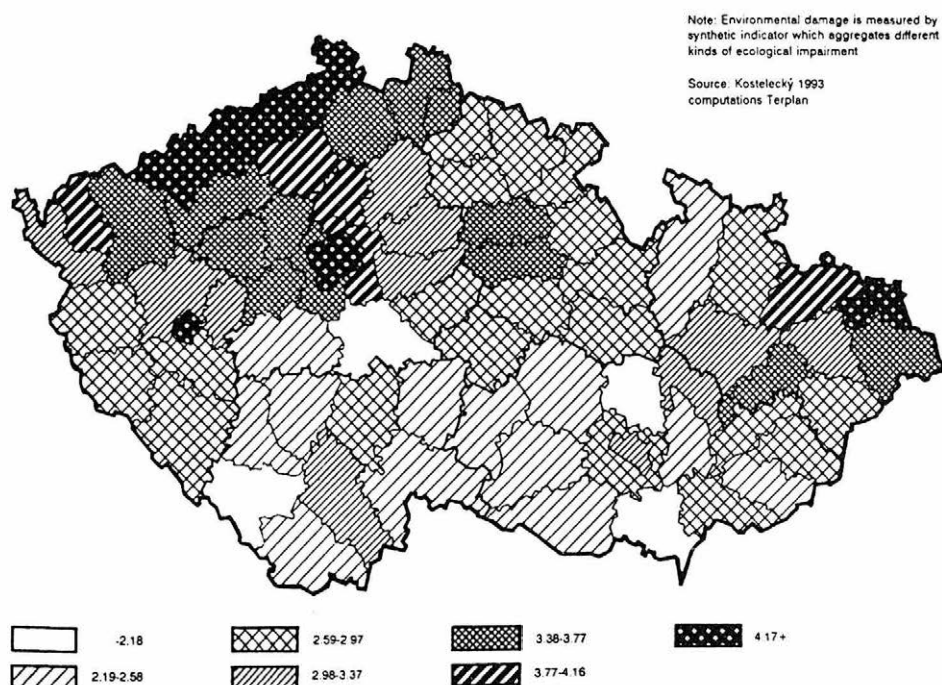 Note: Environmental damage is measured by
synthetic indicator which aggregates different
kinds of ecological impairment
Source: Kostelecký 1993
computations Terplan
-2.18
2.59-2.97
3.38-3.77
4.17+
2.19-2.58
2.98-3.37
3.77-4.16